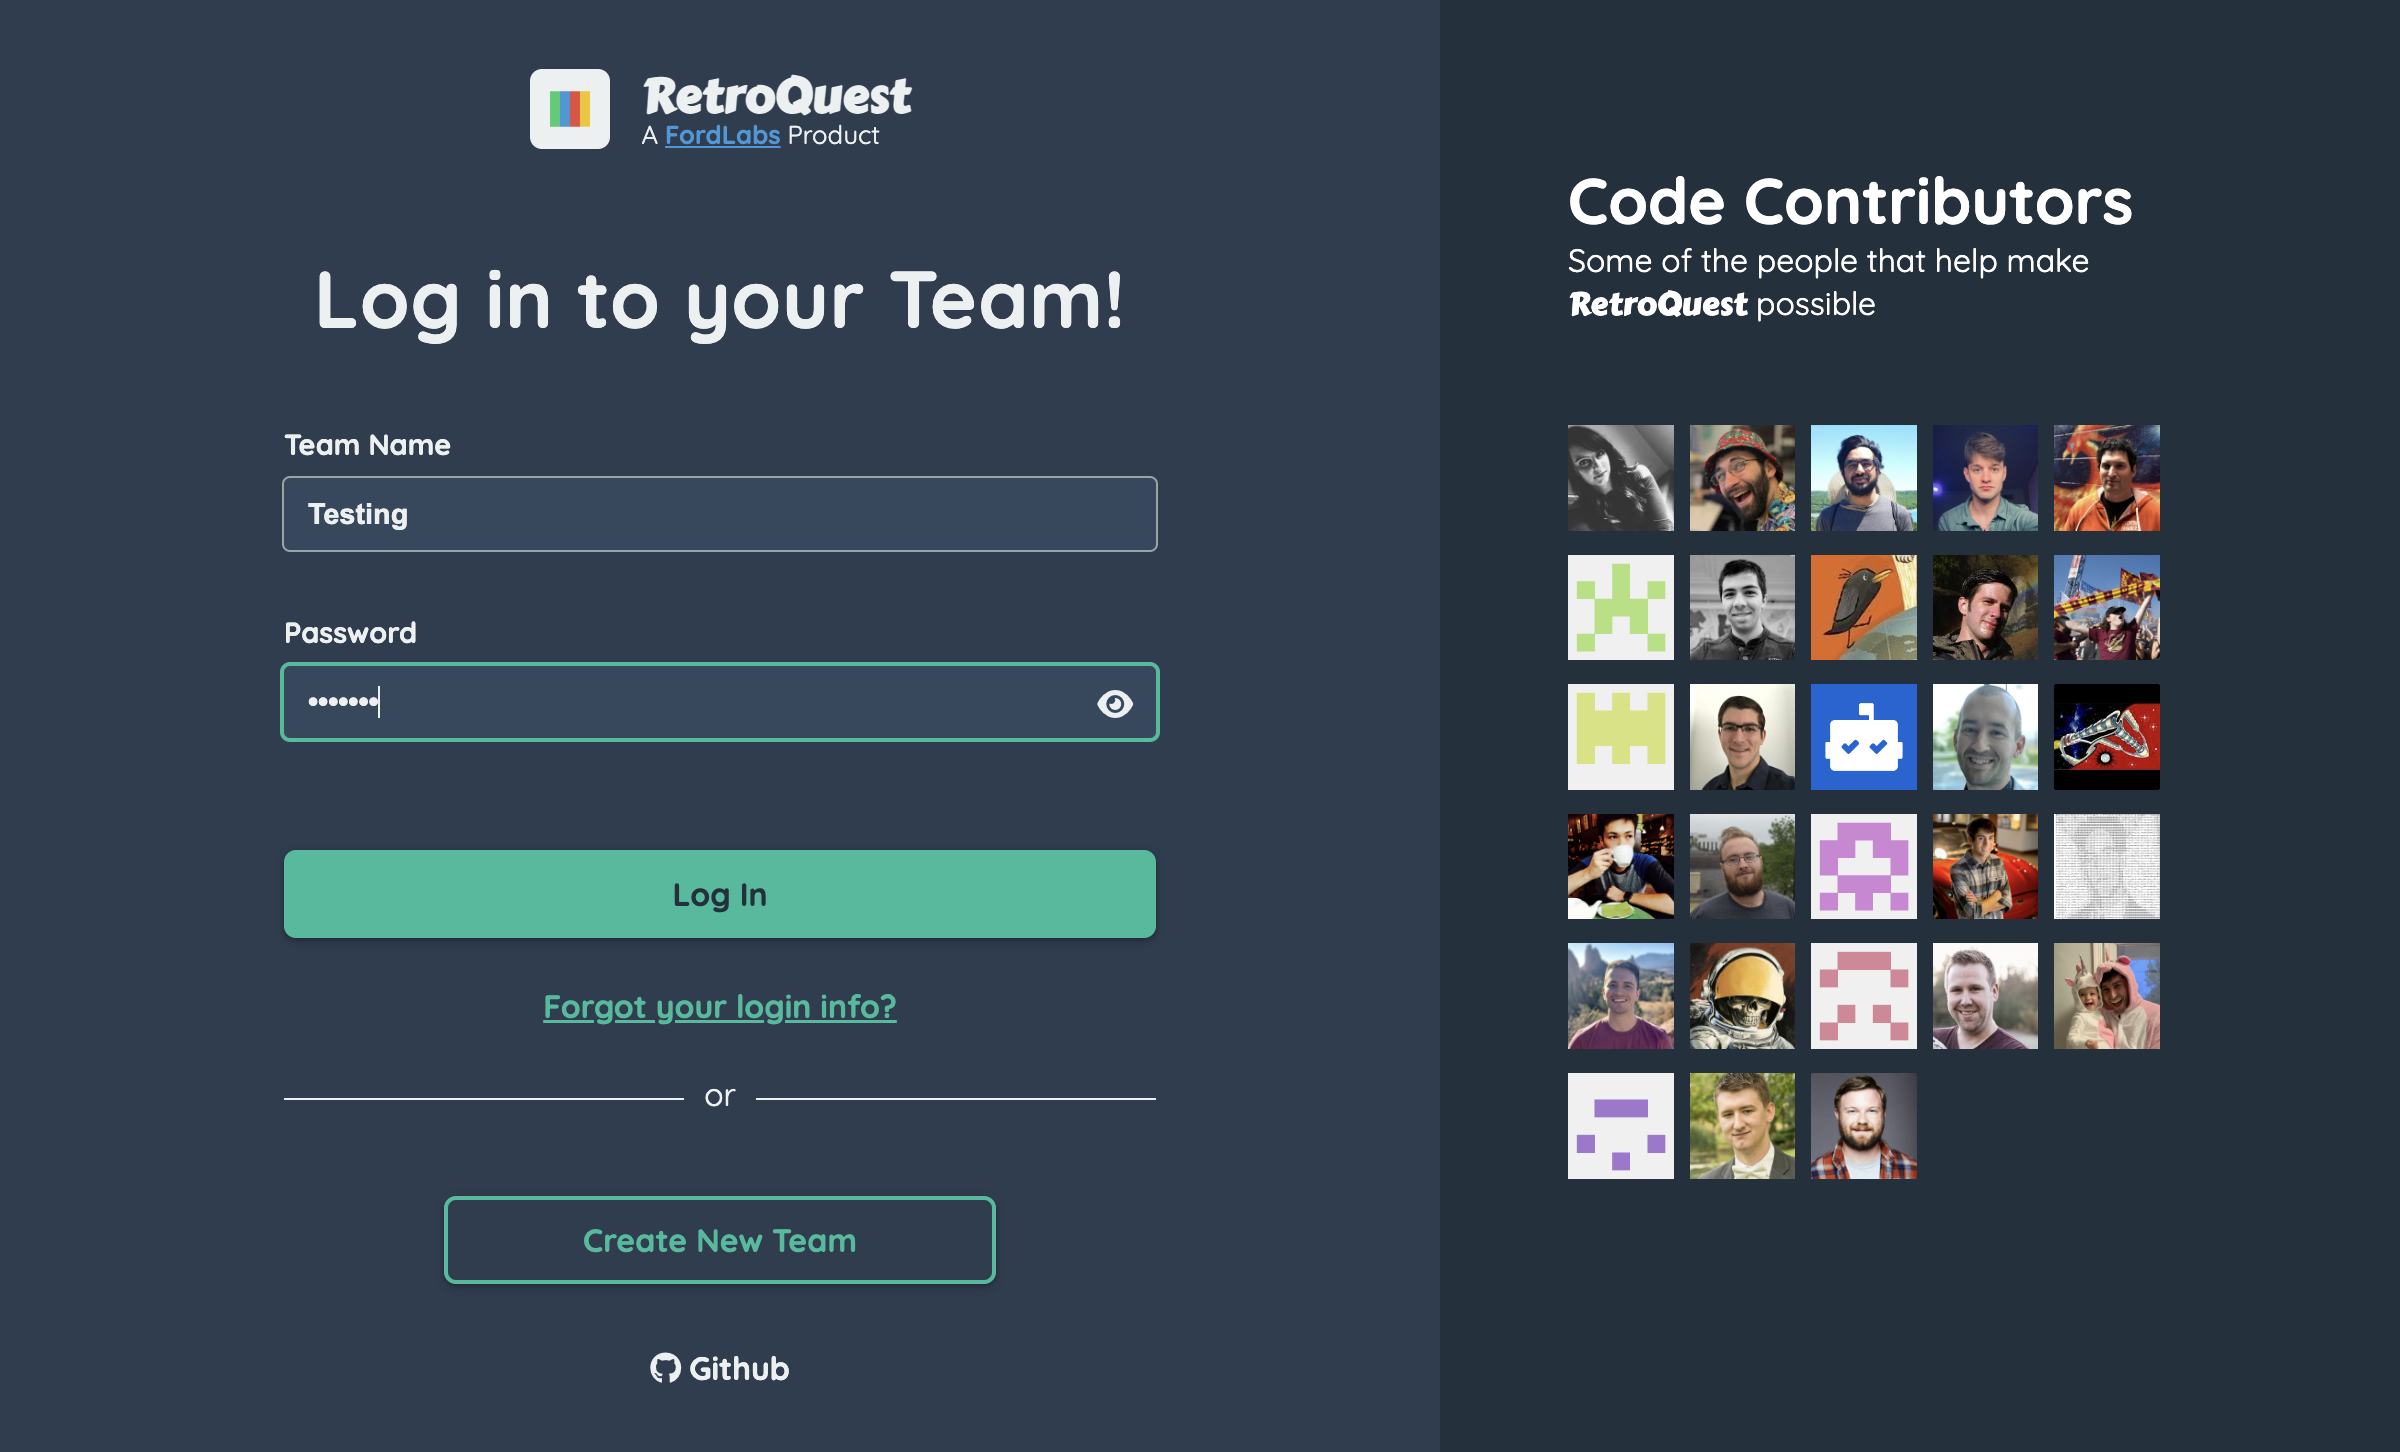 RetroQuest
A FordLabs Product
Log in to your Team!
Team Name
Testing
Password
•••••••
Log In
Forgot your login info?
or
Create New Team
Github
Code Contributors
Some of the people that help make
RetroQuest possible